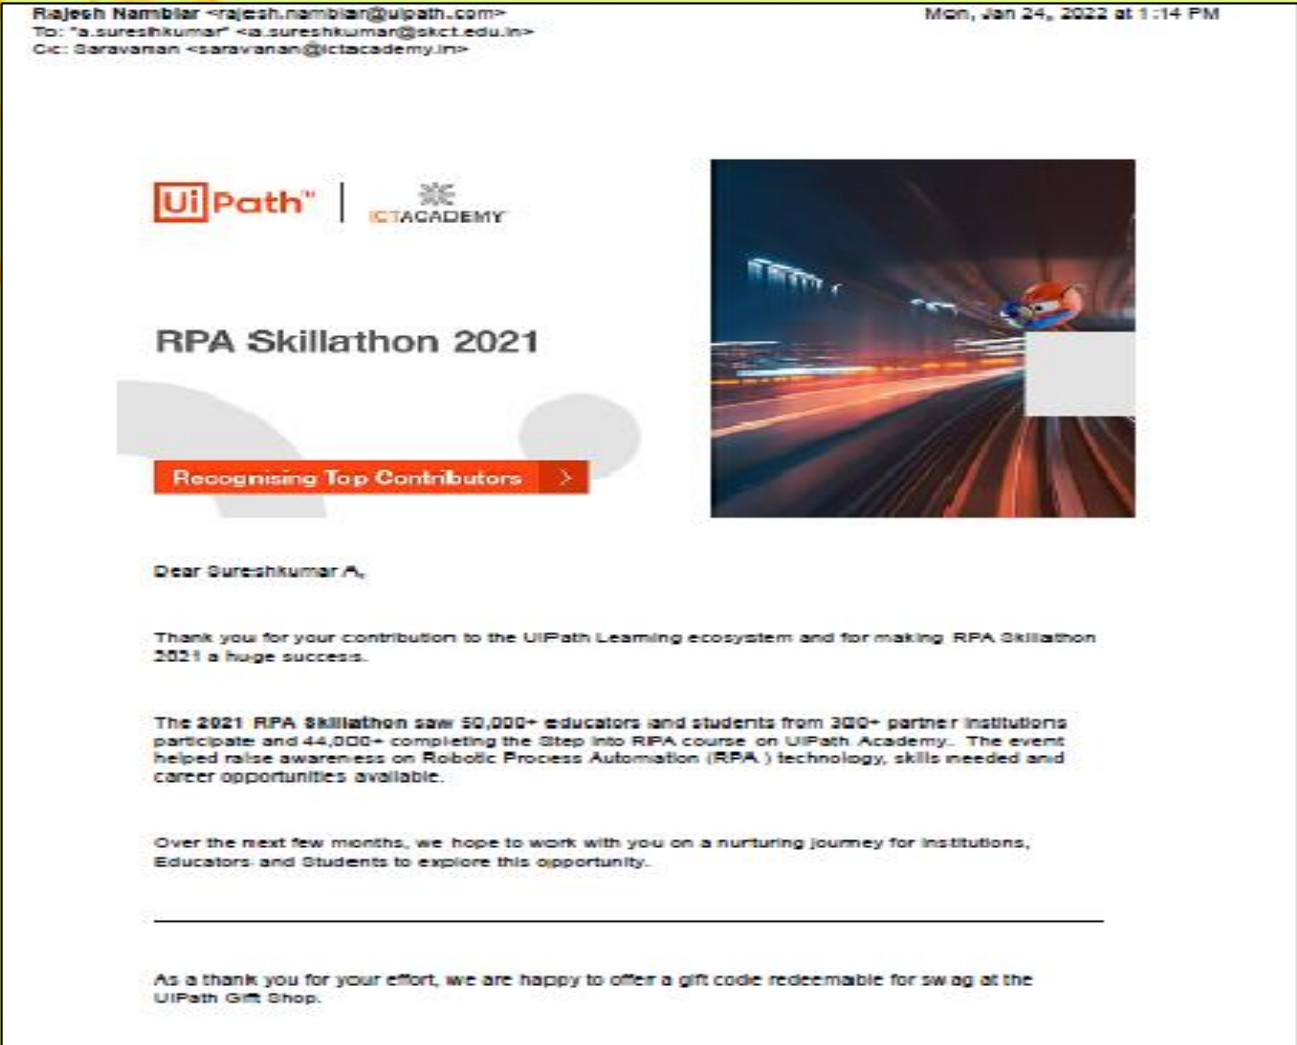 Rajesh Nambiar <rajesh.nambiar@uipath.com>
Mon, Jan 24, 2022 at 1:14 PM
To: "a.sureshkumar" <a.sureshkumar@skct.edu.in>
Cc: Saravanan <saravanan@ictacademy.in>
UiPath™ | ICTACADEMY
RPA Skillathon 2021
Recognising Top Contributors >
Dear Sureshkumar A,
Thank you for your contribution to the UiPath Learning ecosystem and for making RPA Skillathon
2021 a huge success.
The 2021 RPA Skillathon saw 50,000+ educators and students from 300+ partner institutions
participate and 44,000+ completing the Step into RPA course on UiPath Academy. The event
helped raise awareness on Robotic Process Automation (RPA ) technology, skills needed and
career opportunities available.
Over the next few months, we hope to work with you on a nurturing journey for Institutions,
Educators and Students to explore this opportunity.
As a thank you for your effort, we are happy to offer a gift code redeemable for swag at the
UiPath Gift Shop.